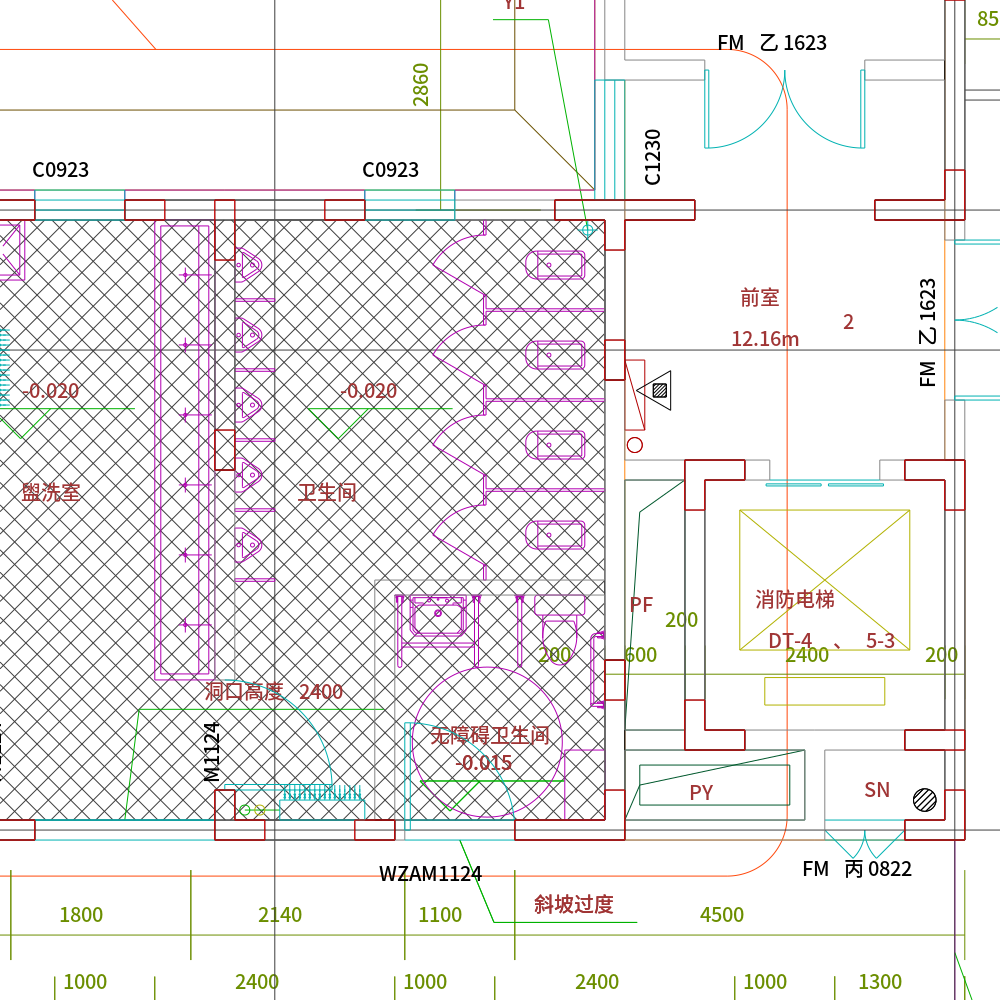 Y1
85
FM 乙 1623
2860
C1230
C0923
C0923
前室
2
12.16m
FM 乙 1623
-0.020
-0.020
盥洗室
卫生间
PF
200
消防电梯
DT-4 、 5-3
200
600
2400
200
洞口高度 2400
M1124
无障碍卫生间
-0.015
PY
SN
WZAM1124
FM 丙 0822
斜坡过度
1800
2140
1100
4500
1000
2400
1000
2400
1000
1300